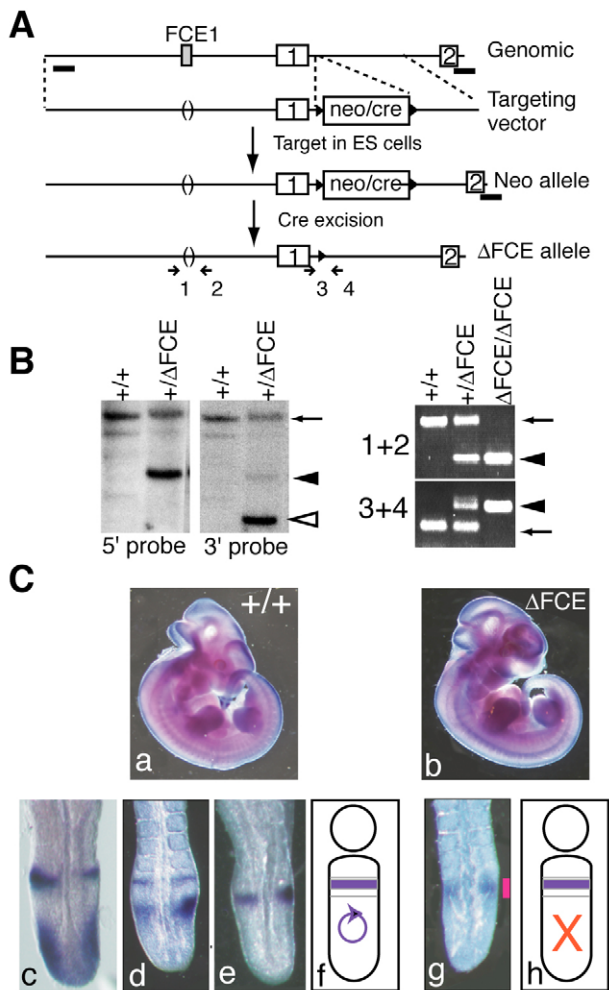 A
FCE1
1
2
Genomic
()
1
neo/cre
Targeting vector
Target in ES cells
()
1
neo/cre
2
Neo allele
Cre excision
()
1
2
ΔFCE allele
1 2 3 4
B
+/+
+/ΔFCE
+/+
+/ΔFCE
5' probe
3' probe
+/+
+/ΔFCE
ΔFCE/ΔFCE
1+2
3+4
C
+/+
a
ΔFCE
b
c
d
e
f
g
X
h